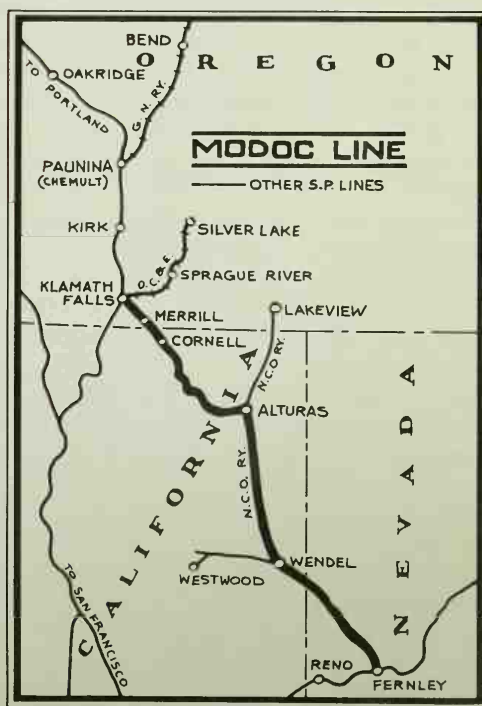 BEND
OREGON
OAKRIDGE
TO PORTLAND
G.N. RY.
MODOC LINE
PAUNINA
(CHEMULT)
OTHER S.P. LINES
KIRK
SILVER LAKE
O.C.&E.
SPRAGUE RIVER
KLAMATH
FALLS
MERRILL
LAKEVIEW
CORNELL
N.C.O RY.
CALIFORNIA
ALTURAS
NEVADA
N.C.O. RY.
WENDEL
WESTWOOD
TO SAN FRANCISCO
RENO
FERNLEY